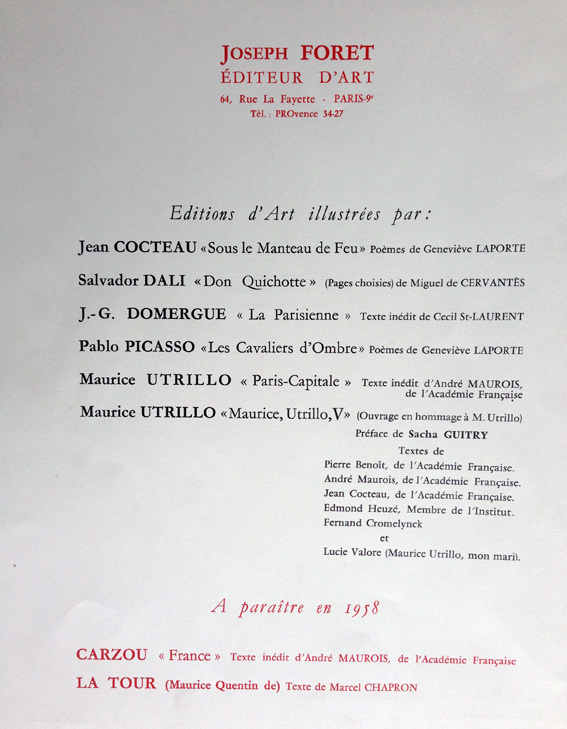 JOSEPH FORET
ÉDITEUR D'ART
64, Rue La Fayette - PARIS-9e
Tél. : PROvence 34-27
Editions d'Art illustrées par :
Jean COCTEAU «Sous le Manteau de Feu» Poèmes de Geneviève LAPORTE
Salvador DALI «Don Quichotte» (Pages choisies) de Miguel de CERVANTÈS
J.-G. DOMERGUE « La Parisienne » Texte inédit de Cecil St-LAURENT
Pablo PICASSO «Les Cavaliers d'Ombre» Poèmes de Geneviève LAPORTE
Maurice UTRILLO « Paris-Capitale » Texte inédit d'André MAUROIS,
de l'Académie Française
Maurice UTRILLO «Maurice, Utrillo, V» (Ouvrage en hommage à M. Utrillo)
Préface de Sacha GUITRY
Textes de
Pierre Benoît, de l'Académie Française.
André Maurois, de l'Académie Française.
Jean Cocteau, de l'Académie Française.
Edmond Heuzé, Membre de l'Institut.
Fernand Cromelynck
et
Lucie Valore (Maurice Utrillo, mon mari).
A paraître en 1958
CARZOU « France » Texte inédit d'André MAUROIS, de l'Académie Française
LA TOUR (Maurice Quentin de) Texte de Marcel CHAPRON